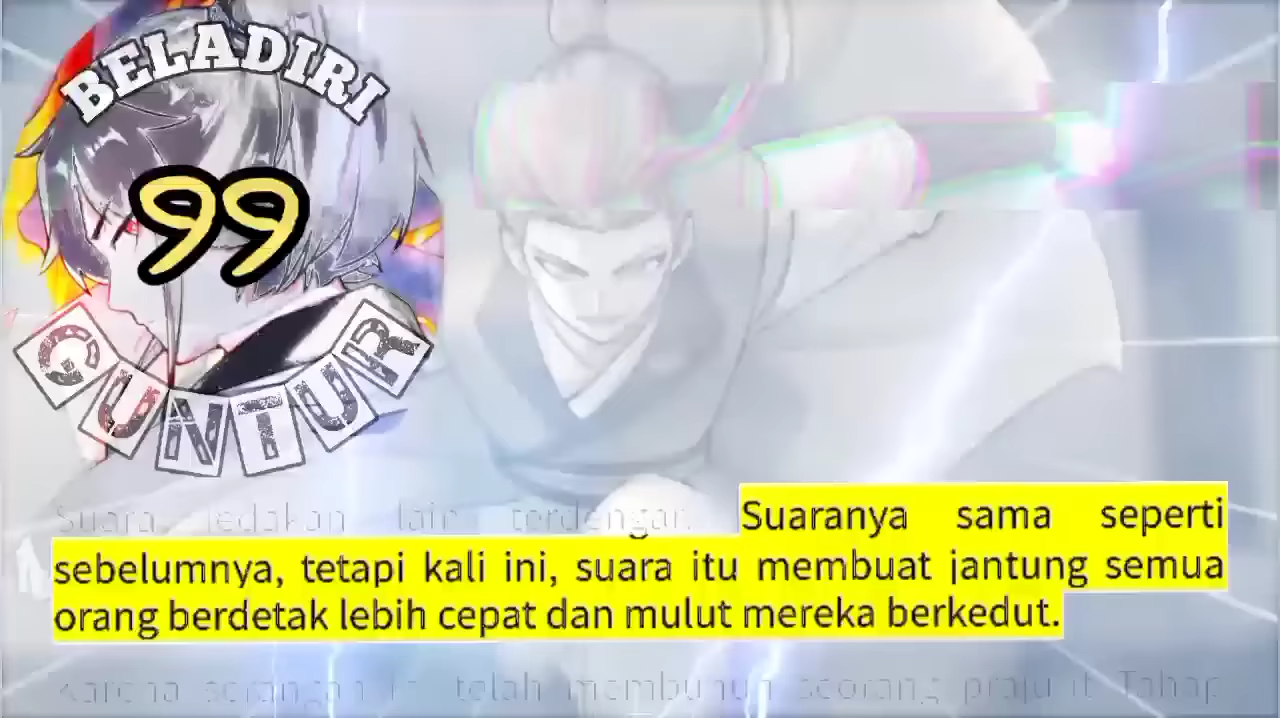 BELADIRI
99
GUNTUR
Suara ledakan lain terdengar. Suaranya sama seperti
sebelumnya, tetapi kali ini, suara itu membuat jantung semua
orang berdetak lebih cepat dan mulut mereka berkedut.
Karena serangan ini telah membunuh seorang prajurit Tahap